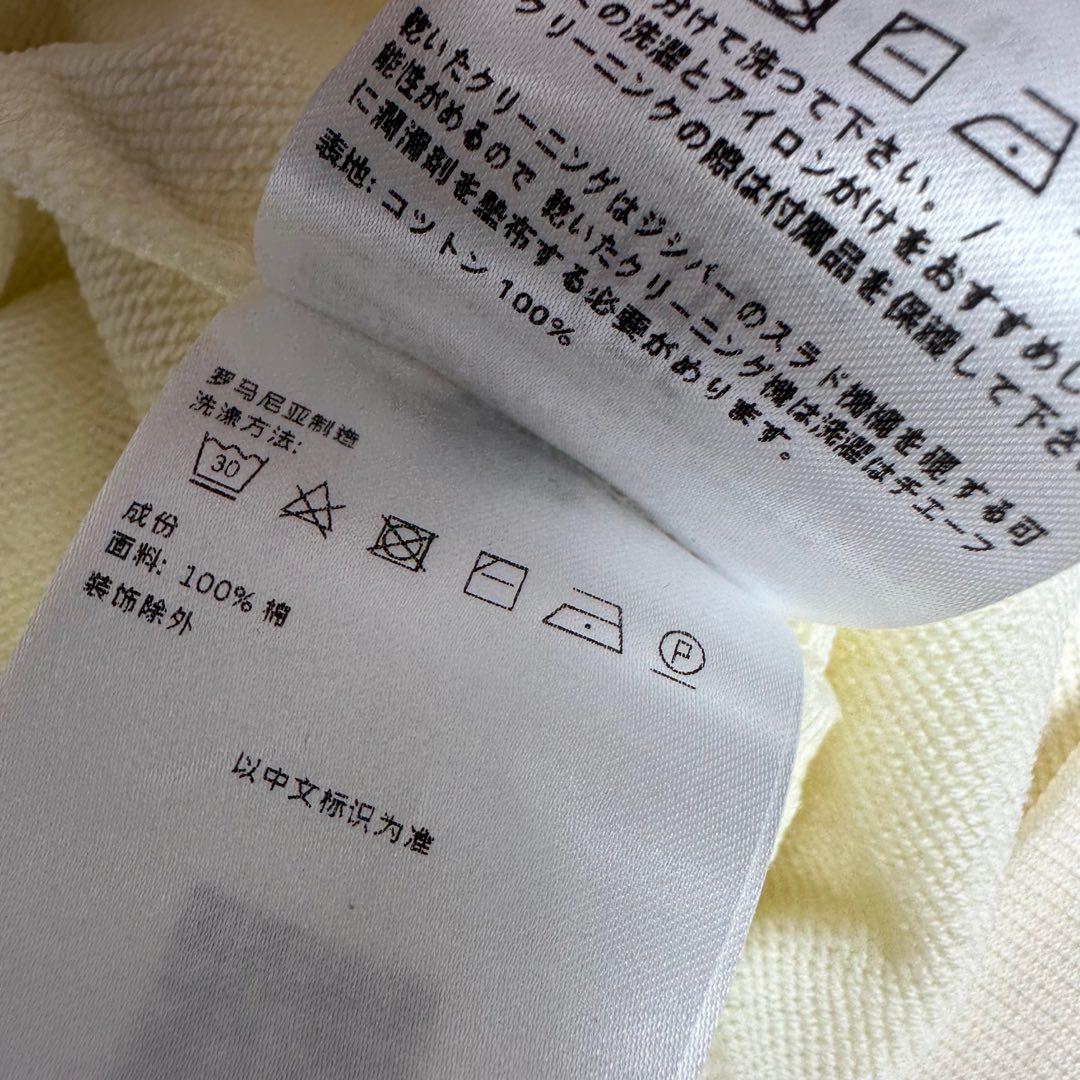 分けて洗って下さい。 /
の洗濯とアイロンがけをおすすめし
クリーニングの際は付属品を保護して下さ
乾いたクリーニングはジシパーのスラド機構を硬する可
能性がめるので 乾いたクリーニング機は洗濯はチェーフ
に潤滑剤を塾布する必要がめります。
表地: コットン 100%
罗马尼亚制造
洗涤方法:
30
P
成份
面料: 100% 棉
装饰除外
以中文标识为准